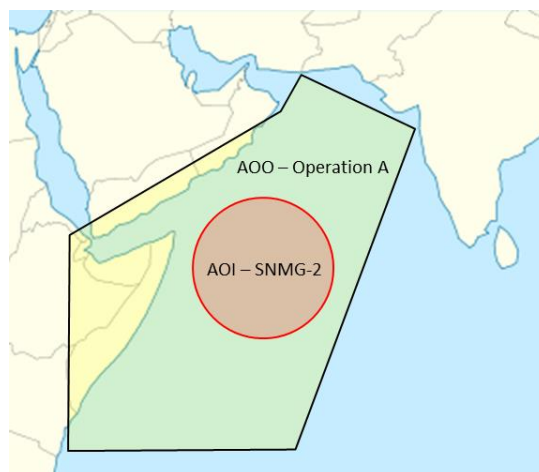 AOO – Operation A
AOI – SNMG-2